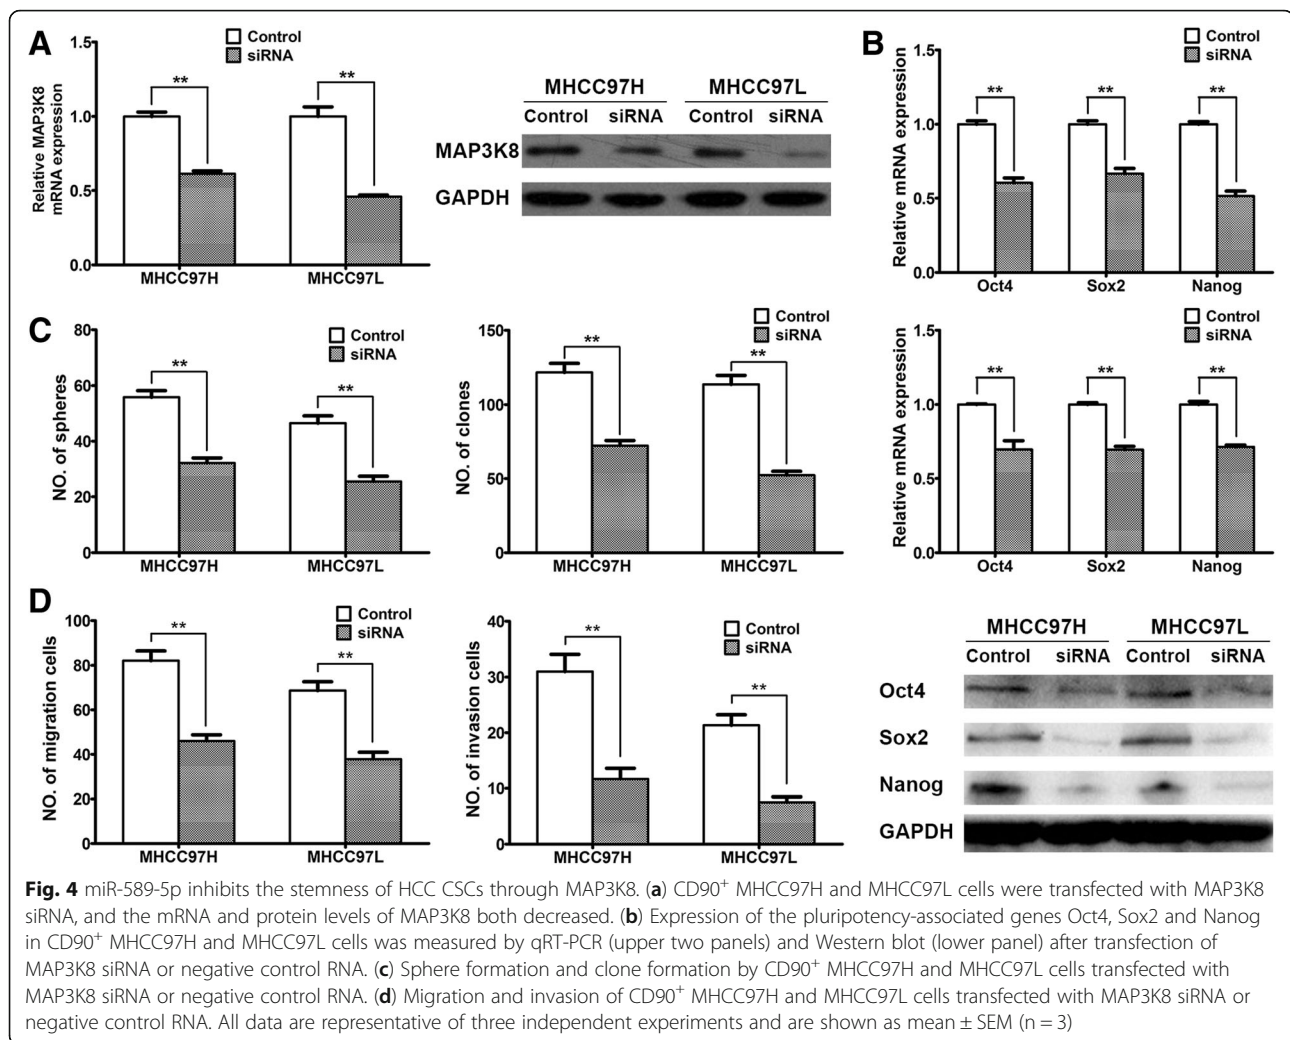 A
Relative MAP3K8
mRNA expression
1.5
1.0
0.5
0.0
Control
siRNA
**
**
MHCC97H
MHCC97L
MHCC97H
MHCC97L
Control
siRNA
Control
siRNA
MAP3K8
GAPDH
B
Relative mRNA expression
1.5
1.0
0.5
0.0
Control
siRNA
**
**
**
Oct4
Sox2
Nanog
Relative mRNA expression
1.5
1.0
0.5
0.0
Control
siRNA
**
**
**
Oct4
Sox2
Nanog
MHCC97H
MHCC97L
Control
siRNA
Control
siRNA
Oct4
Sox2
Nanog
GAPDH
C
NO. of spheres
80
60
40
20
0
Control
siRNA
**
**
MHCC97H
MHCC97L
NO. of clones
150
100
50
0
Control
siRNA
**
**
MHCC97H
MHCC97L
D
NO. of migration cells
100
80
60
40
20
0
Control
siRNA
**
**
MHCC97H
MHCC97L
NO. of invasion cells
40
30
20
10
0
Control
siRNA
**
**
MHCC97H
MHCC97L
Fig. 4 miR-589-5p inhibits the stemness of HCC CSCs through MAP3K8. (a) CD90⁺ MHCC97H and MHCC97L cells were transfected with MAP3K8
siRNA, and the mRNA and protein levels of MAP3K8 both decreased. (b) Expression of the pluripotency-associated genes Oct4, Sox2 and Nanog
in CD90⁺ MHCC97H and MHCC97L cells was measured by qRT-PCR (upper two panels) and Western blot (lower panel) after transfection of
MAP3K8 siRNA or negative control RNA. (c) Sphere formation and clone formation by CD90⁺ MHCC97H and MHCC97L cells transfected with
MAP3K8 siRNA or negative control RNA. (d) Migration and invasion of CD90⁺ MHCC97H and MHCC97L cells transfected with MAP3K8 siRNA or
negative control RNA. All data are representative of three independent experiments and are shown as mean ± SEM (n = 3)